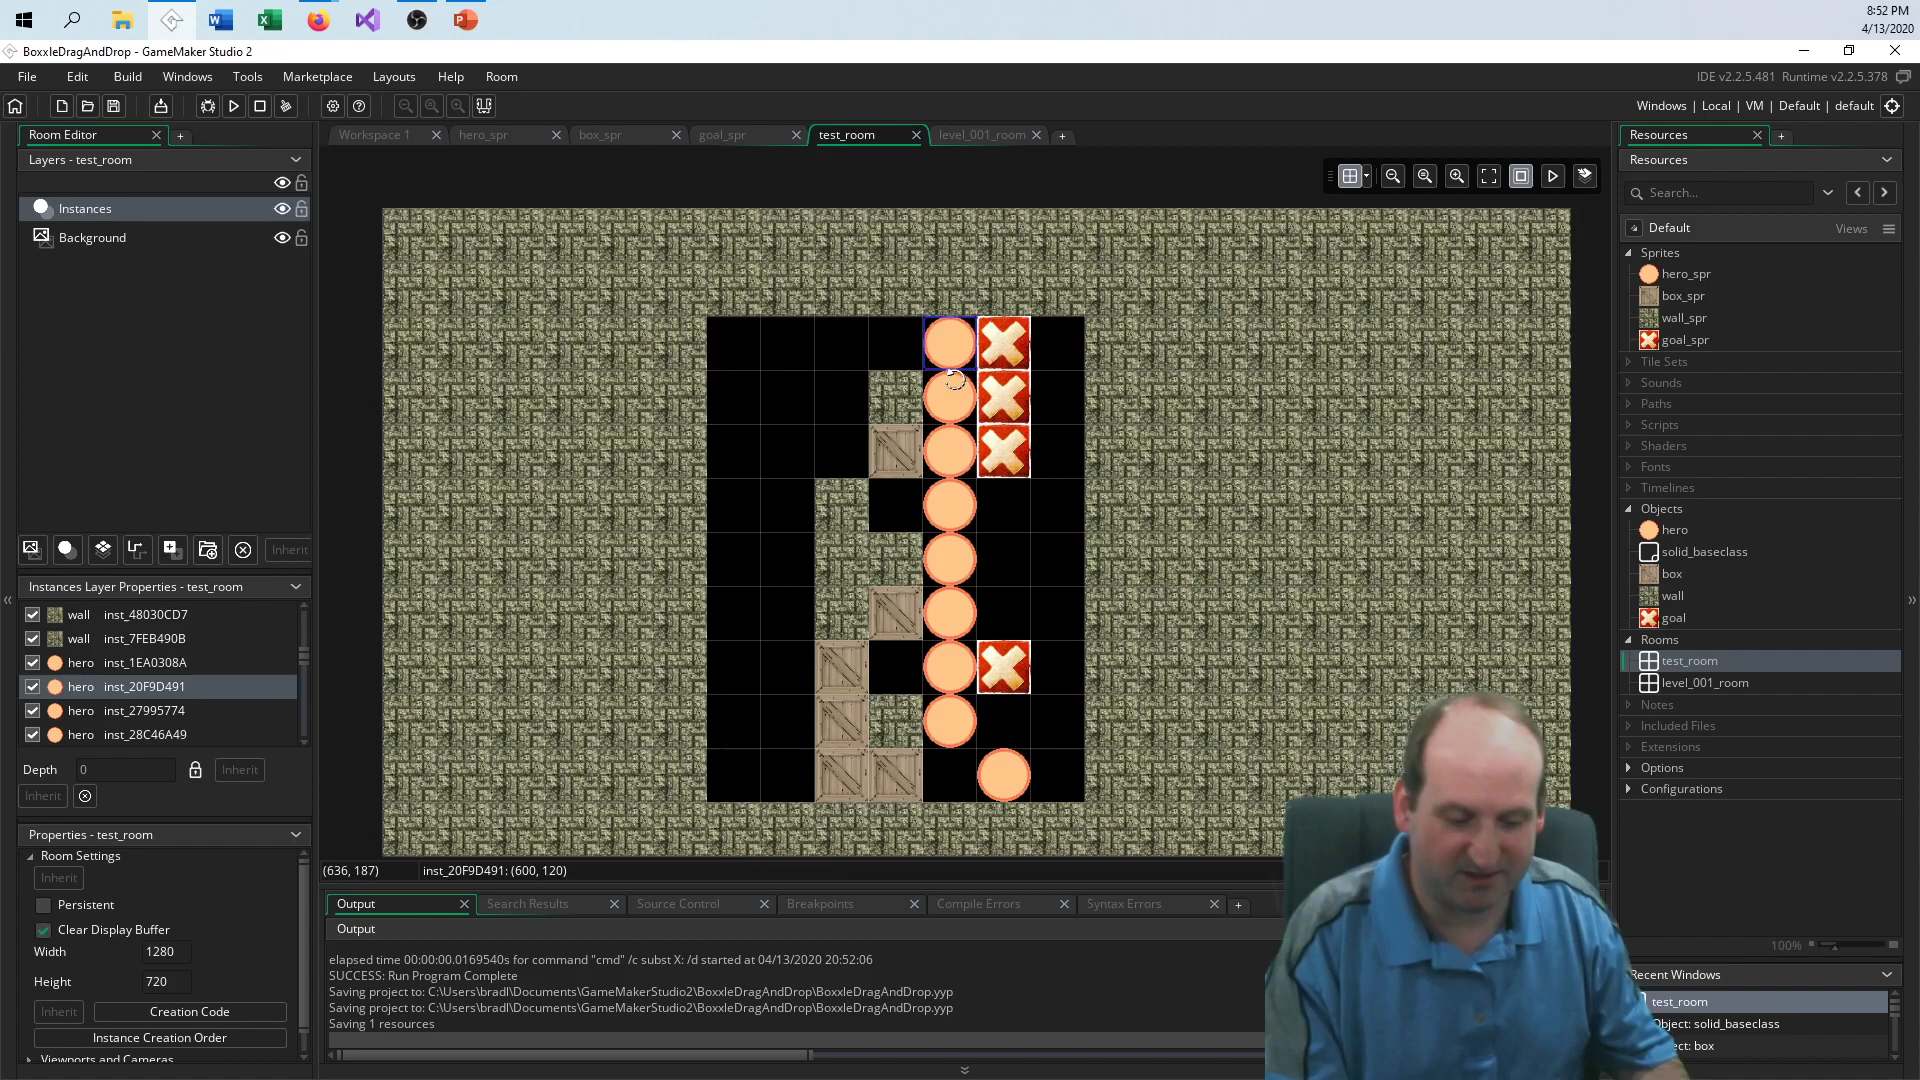 8:52 PM
4/13/2020
BoxxleDragAndDrop - GameMaker Studio 2
File Edit Build Windows Tools Marketplace Layouts Help Room
IDE v2.2.5.481 Runtime v2.2.5.378
Windows | Local | VM | Default | default
Room Editor
Workspace 1 hero_spr box_spr goal_spr test_room level_001_room
Resources
Layers - test_room
Resources
Search...
Instances
Background
Default
Views
Sprites
hero_spr
box_spr
wall_spr
goal_spr
Tile Sets
Sounds
Paths
Scripts
Shaders
Fonts
Timelines
Objects
hero
solid_baseclass
box
wall
goal
Rooms
test_room
level_001_room
Notes
Included Files
Extensions
Options
Configurations
Inherit
Instances Layer Properties - test_room
wall inst_48030CD7
wall inst_7FEB490B
hero inst_1EA0308A
hero inst_20F9D491
hero inst_27995774
hero inst_28C46A49
Depth 0 Inherit
Inherit
Properties - test_room
Room Settings
Inherit
Persistent
Clear Display Buffer
Width 1280
Height 720
Inherit Creation Code
Instance Creation Order
Viewports and Cameras
(636, 187) inst_20F9D491: (600, 120)
Output Search Results Source Control Breakpoints Compile Errors Syntax Errors
Output
elapsed time 00:00:00.0169540s for command "cmd" /c subst X: /d started at 04/13/2020 20:52:06
SUCCESS: Run Program Complete
Saving project to: C:\Users\bradl\Documents\GameMakerStudio2\BoxxleDragAndDrop\BoxxleDragAndDrop.yyp
Saving project to: C:\Users\bradl\Documents\GameMakerStudio2\BoxxleDragAndDrop\BoxxleDragAndDrop.yyp
Saving 1 resources
100%
Recent Windows
test_room
Object: solid_baseclass
ect: box